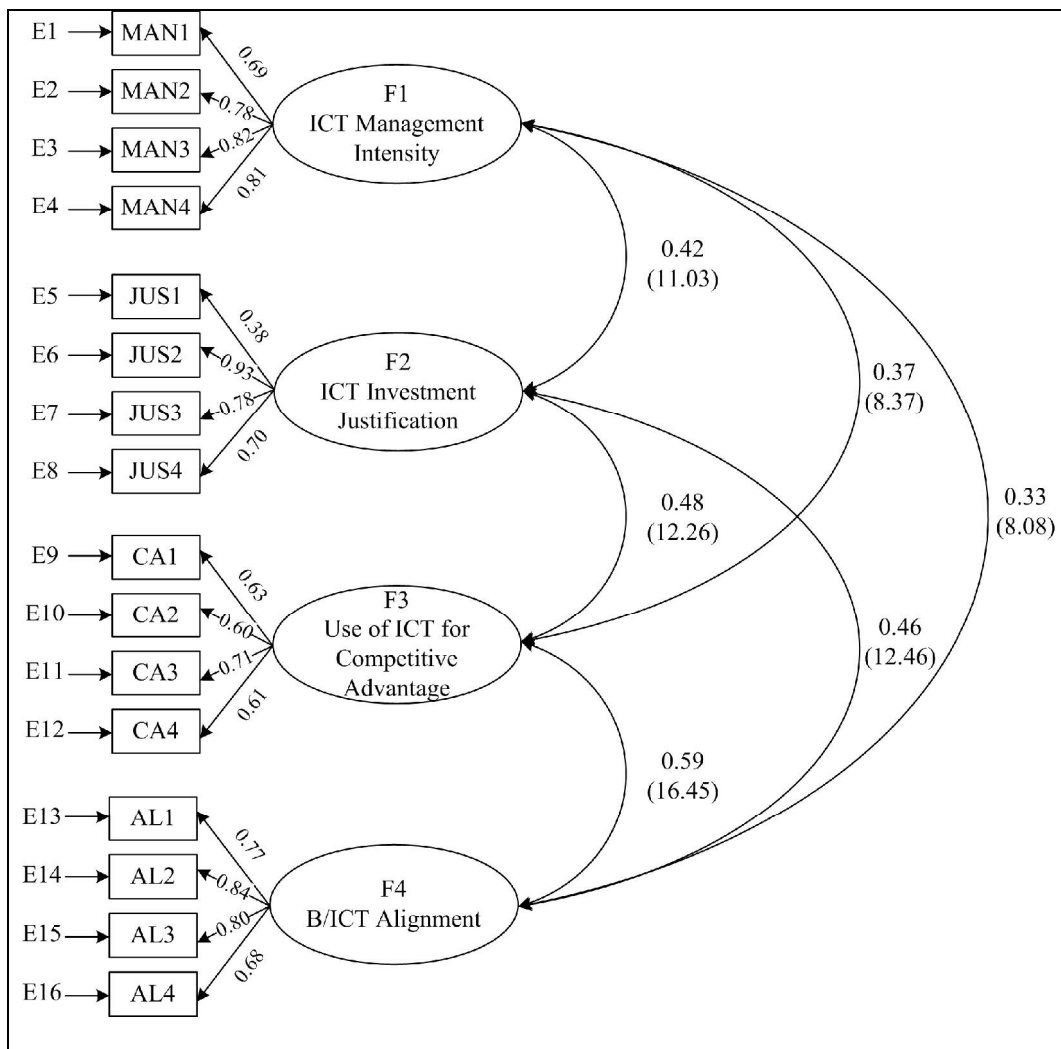 E1
MAN1
0.69
E2
MAN2
0.78
E3
MAN3
0.82
E4
MAN4
0.81
F1
ICT Management
Intensity
0.42
(11.03)
E5
JUS1
0.38
E6
JUS2
0.93
E7
JUS3
0.78
E8
JUS4
0.70
F2
ICT Investment
Justification
0.37
(8.37)
0.48
(12.26)
0.33
(8.08)
E9
CA1
0.63
E10
CA2
0.60
E11
CA3
0.71
E12
CA4
0.61
F3
Use of ICT for
Competitive
Advantage
0.46
(12.46)
0.59
(16.45)
E13
AL1
0.77
E14
AL2
0.84
E15
AL3
0.80
E16
AL4
0.68
F4
B/ICT Alignment